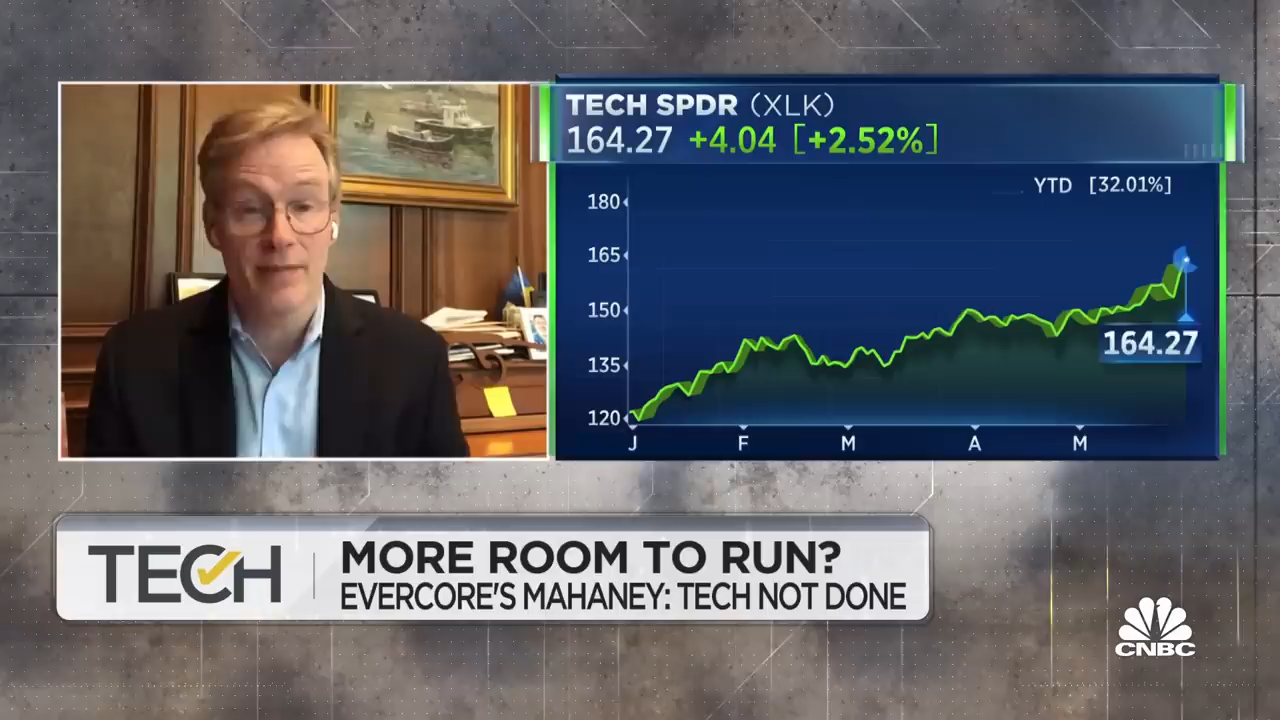 TECH SPDR (XLK)
164.27 +4.04 [+2.52%]
YTD [32.01%]
180
165
150
135
120
164.27
J F M A M
TECH
MORE ROOM TO RUN?
EVERCORE'S MAHANEY: TECH NOT DONE
CNBC